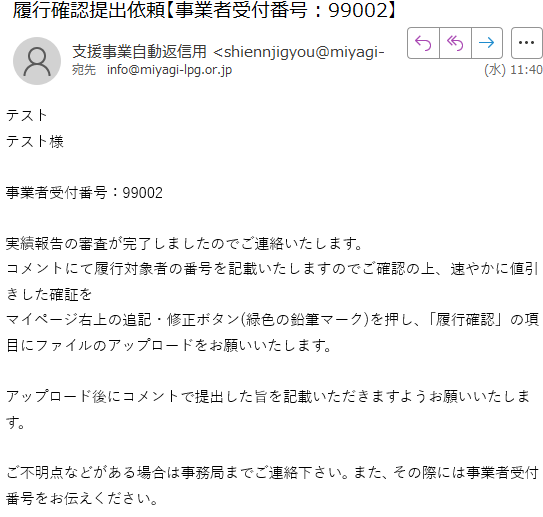 履行確認提出依頼【事業者受付番号：99002】
支援事業自動返信用 <shiennjigyou@miyagi-
宛先 info@miyagi-lpg.or.jp
(水) 11:40
テスト
テスト様
事業者受付番号：99002
実績報告の審査が完了しましたのでご連絡いたします。
コメントにて履行対象者の番号を記載いたしますのでご確認の上、速やかに値引
きした確証を
マイページ右上の追記・修正ボタン(緑色の鉛筆マーク)を押し、「履行確認」の項
目にファイルのアップロードをお願いいたします。
アップロード後にコメントで提出した旨を記載いただきますようお願いいたしま
す。
ご不明点などがある場合は事務局までご連絡下さい。また、その際には事業者受付
番号をお伝えください。